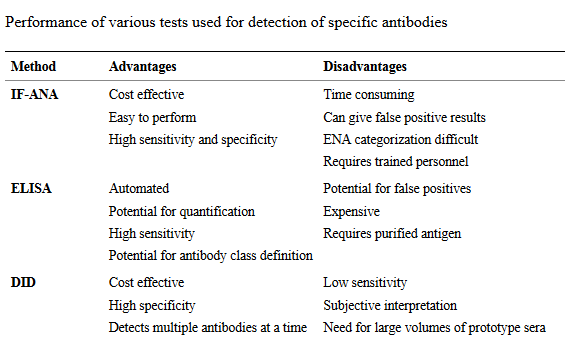 Performance of various tests used for detection of specific antibodies
Method Advantages Disadvantages
IF-ANA Cost effective Time consuming
Easy to perform Can give false positive results
High sensitivity and specificity ENA categorization difficult
Requires trained personnel
ELISA Automated Potential for false positives
Potential for quantification Expensive
High sensitivity Requires purified antigen
Potential for antibody class definition
DID Cost effective Low sensitivity
High specificity Subjective interpretation
Detects multiple antibodies at a time Need for large volumes of prototype sera